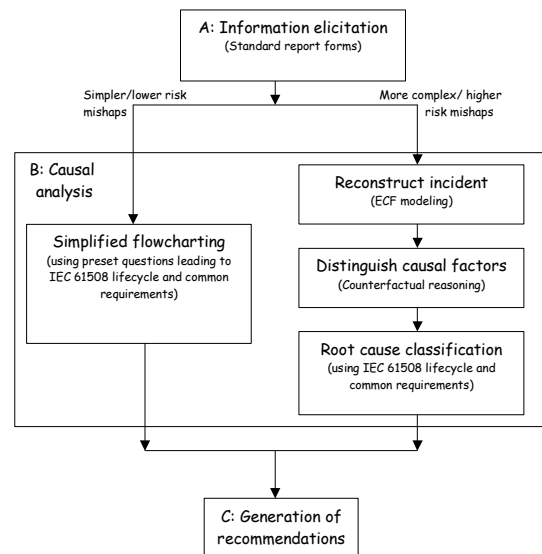 A: Information elicitation
(Standard report forms)
Simpler/lower risk
mishaps
More complex/ higher
risk mishaps
B: Causal
analysis
Simplified flowcharting
(using preset questions leading to
IEC 61508 lifecycle and common
requirements)
Reconstruct incident
(ECF modeling)
Distinguish causal factors
(Counterfactual reasoning)
Root cause classification
(using IEC 61508 lifecycle and
common requirements)
C: Generation of
recommendations